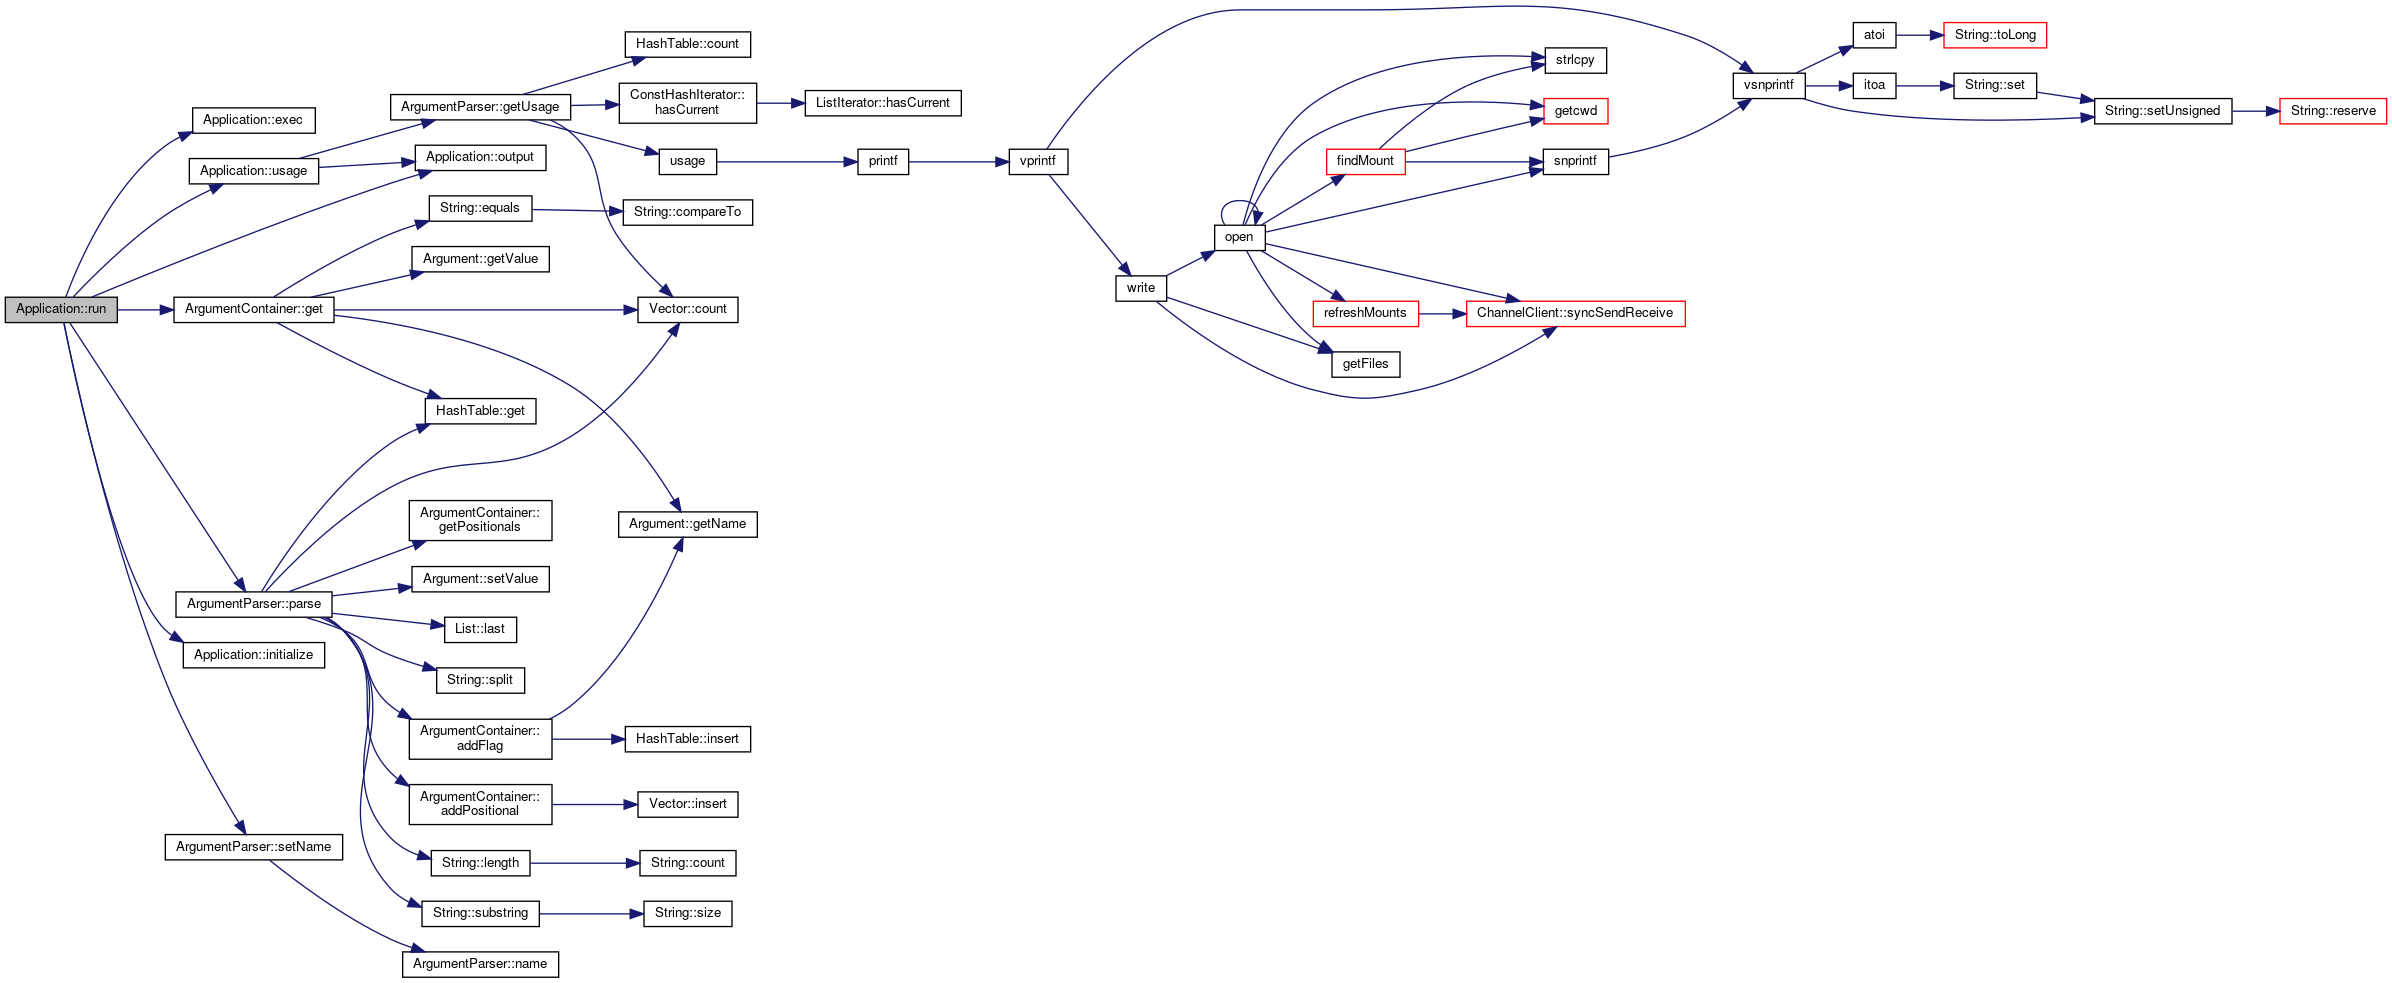 Application::run
Application::exec
Application::usage
ArgumentContainer::get
ArgumentParser::parse
Application::initialize
ArgumentParser::setName
ArgumentParser::getUsage
Application::output
String::equals
Argument::getValue
HashTable::get
ArgumentContainer::
getPositionals
Argument::setValue
List::last
String::split
ArgumentContainer::
addFlag
ArgumentContainer::
addPositional
String::length
String::substring
ArgumentParser::name
HashTable::count
ConstHashIterator::
hasCurrent
usage
String::compareTo
Vector::count
Argument::getName
HashTable::insert
Vector::insert
String::count
String::size
ListIterator::hasCurrent
printf
vprintf
write
open
findMount
refreshMounts
getFiles
strlcpy
getcwd
snprintf
ChannelClient::syncSendReceive
vsnprintf
atoi
itoa
String::toLong
String::set
String::setUnsigned
String::reserve